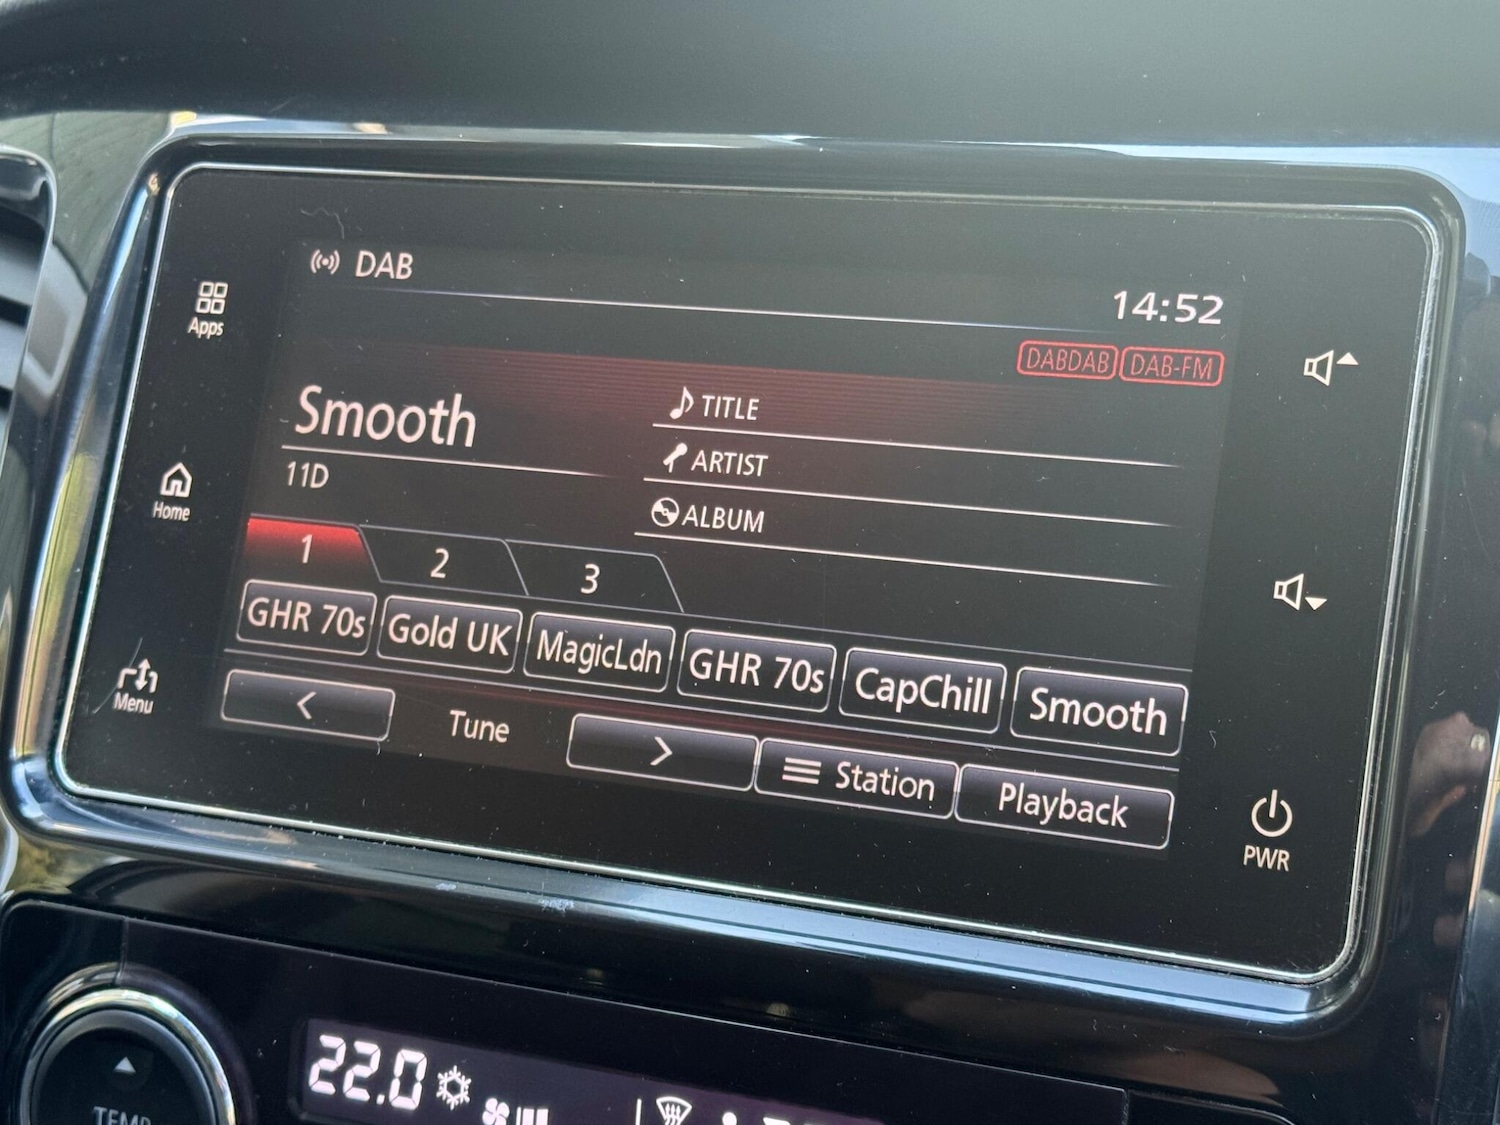 DAB
14:52
Apps
DABDAB DAB-FM
Smooth
TITLE
11D
ARTIST
ALBUM
Home
1 2 3
GHR 70s Gold UK MagicLdn GHR 70s CapChill Smooth
Menu
Tune
Station Playback
PWR
22.0
TEMP